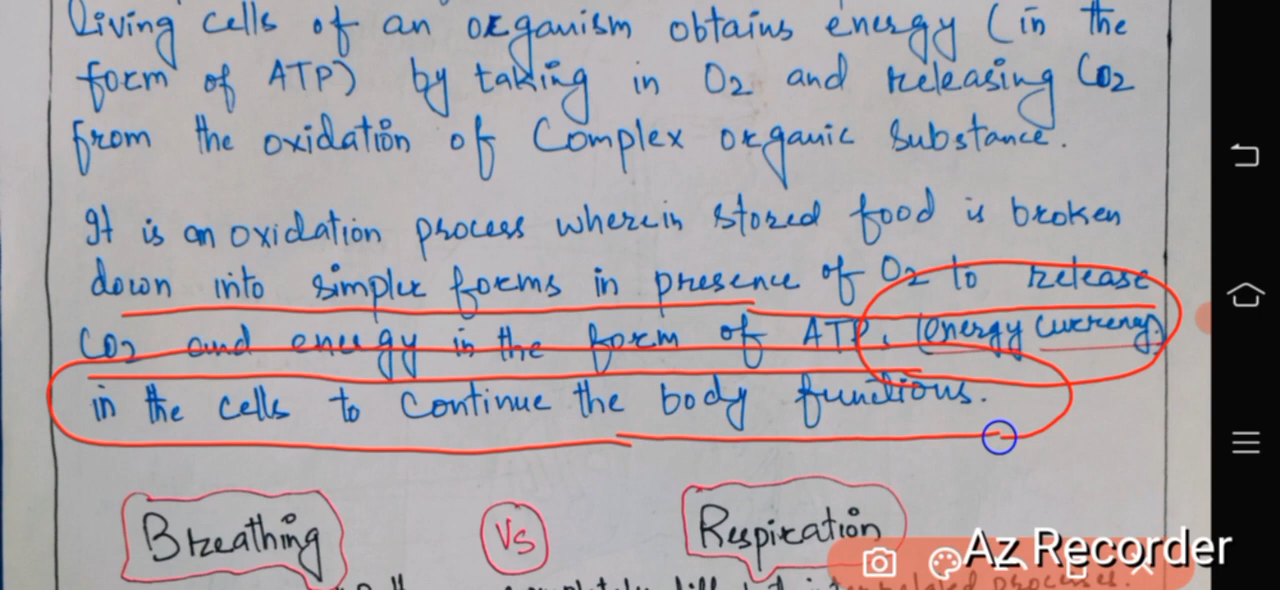 Living cells of an organism obtains energy (in the
form of ATP) by taking in O2 and releasing CO2
from the oxidation of Complex organic substance.
It is an oxidation process wherein stored food is broken
down into simpler forms in presence of O2 to release
CO2 and energy in the form of ATP. (energy currency)
in the cells to continue the body functions.
Breathing Vs Respiration
Az Recorder
processes.